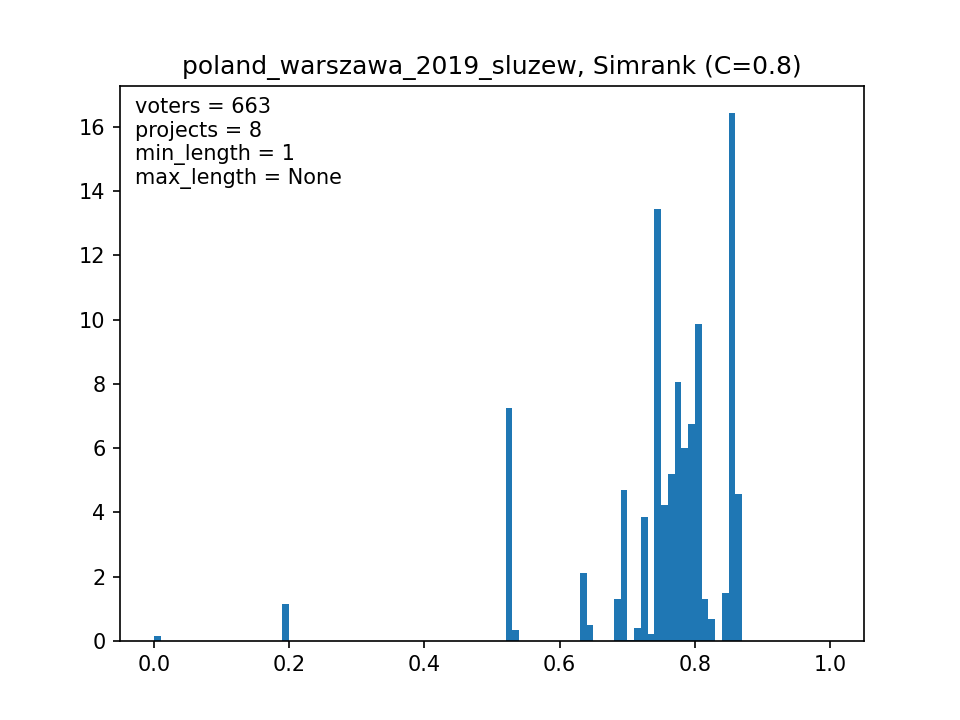 poland_warszawa_2019_sluzew, Simrank (C=0.8)
voters = 663
projects = 8
min_length = 1
max_length = None
16
14
12
10
8
6
4
2
0
0.0 0.2 0.4 0.6 0.8 1.0